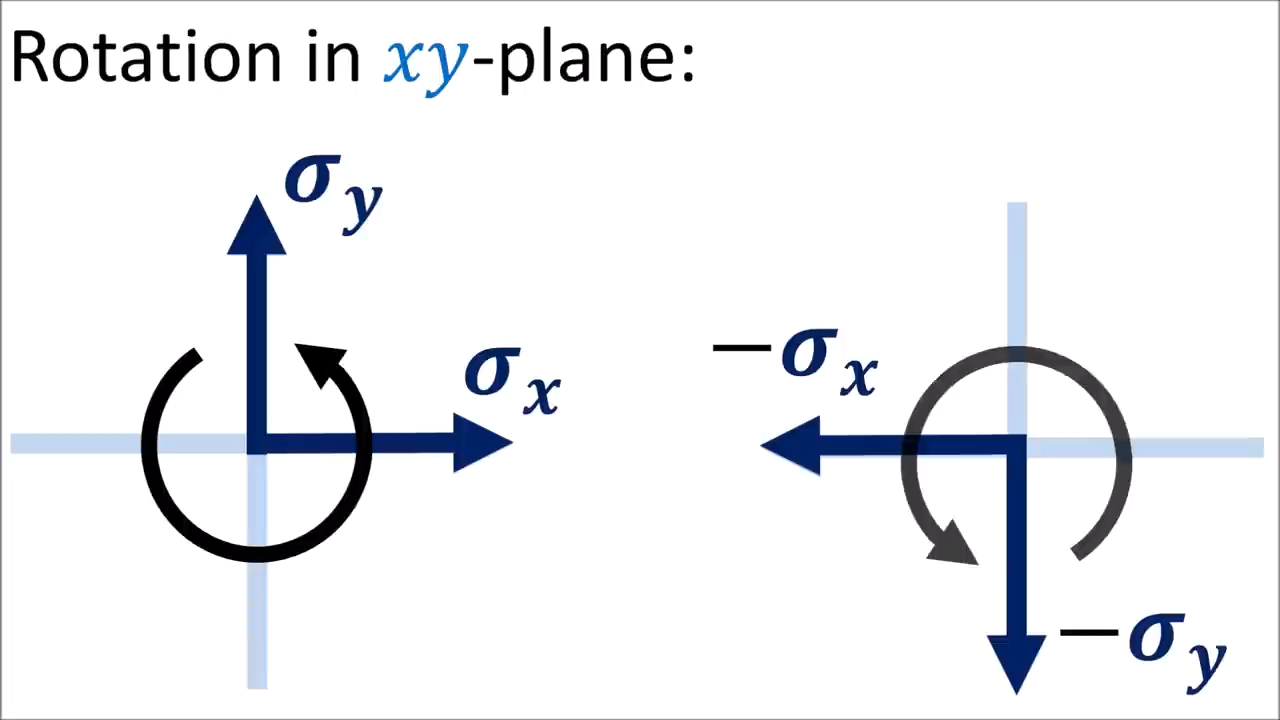 Rotation in xy-plane:
σy
σx
−σx
−σy